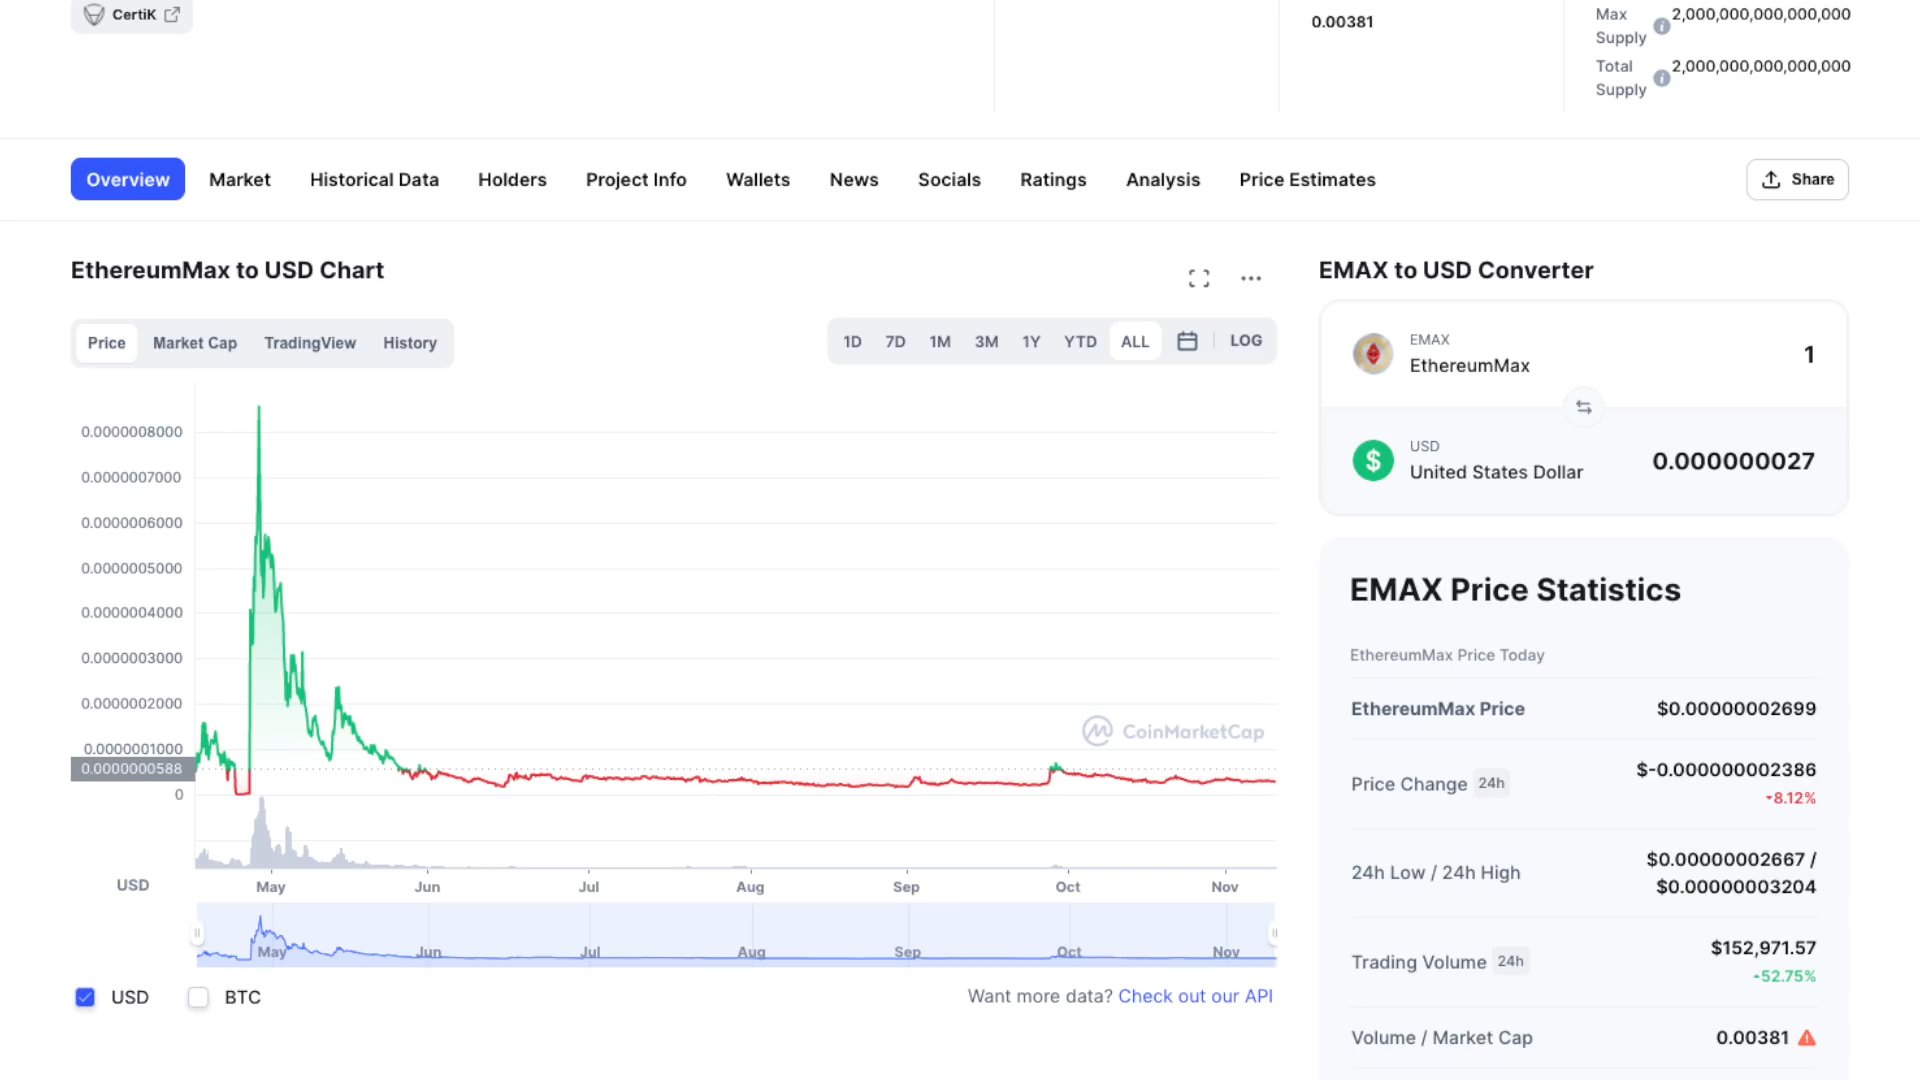 CertiK
0.00381
Max Supply 2,000,000,000,000,000
Total Supply 2,000,000,000,000,000
Overview Market Historical Data Holders Project Info Wallets News Socials Ratings Analysis Price Estimates Share
EthereumMax to USD Chart
Price Market Cap TradingView History
1D 7D 1M 3M 1Y YTD ALL LOG
0.0000008000
0.0000007000
0.0000006000
0.0000005000
0.0000004000
0.0000003000
0.0000002000
0.0000001000
0.0000000588
0
CoinMarketCap
USD May Jun Jul Aug Sep Oct Nov
May Jun Jul Aug Sep Oct Nov
USD BTC
Want more data? Check out our API
EMAX to USD Converter
EMAX
EthereumMax 1
USD
United States Dollar 0.000000027
EMAX Price Statistics
EthereumMax Price Today
EthereumMax Price $0.00000002699
Price Change 24h $-0.000000002386
8.12%
24h Low / 24h High $0.00000002667 /
$0.00000003204
Trading Volume 24h $152,971.57
52.75%
Volume / Market Cap 0.00381